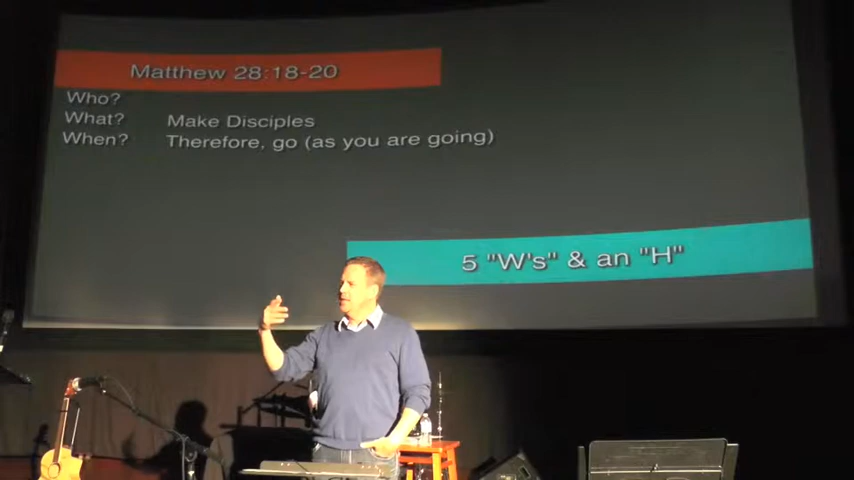 Matthew 28:18-20
Who?
What? Make Disciples
When? Therefore, go (as you are going)
5 "W's" & an "H"